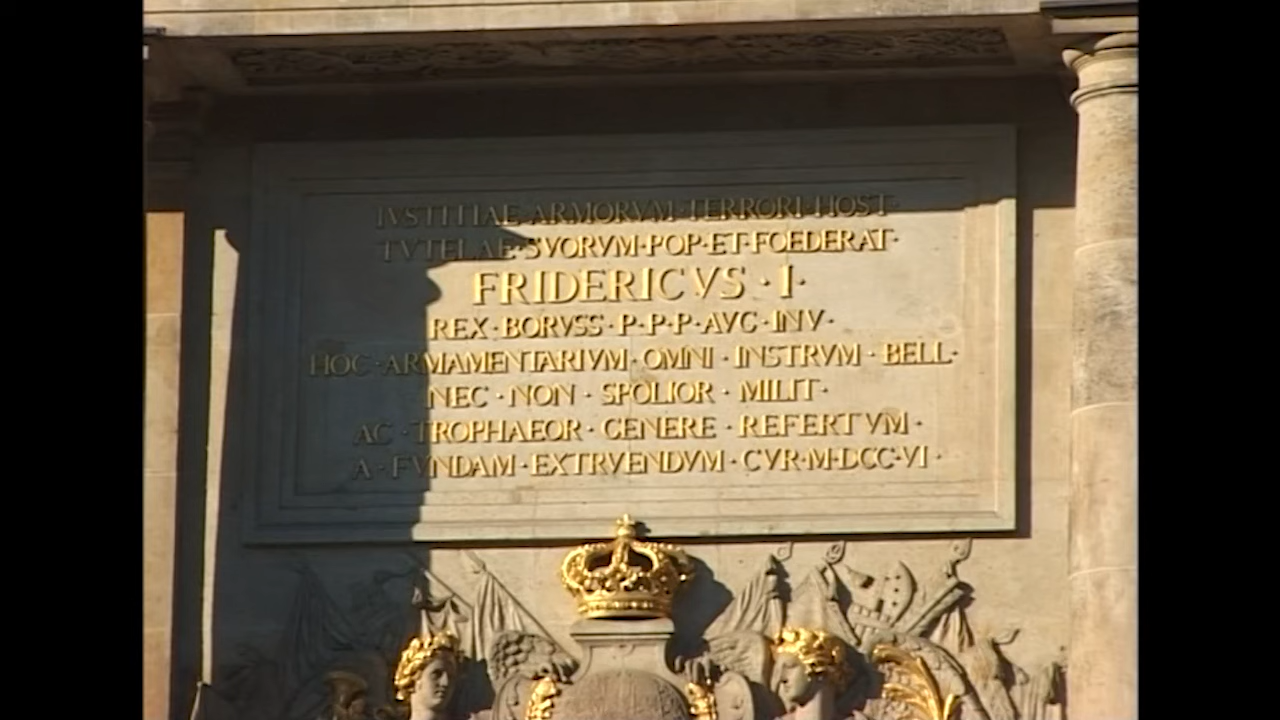 IVSTITIAE·ARMORVM·TERRORI·HOST·
TVTELAE·SVORVM·POP·ET·FOEDERAT·
FRIDERICVS·I·
REX·BORVSS·P·P·P·AVG·INV·
HOC·ARMAMENTARIVM·OMNI·INSTRVM·BELL·
NEC·NON·SPOLIOR·MILIT·
AC·TROPHAEOR·GENERE·REFERTVM·
A·FVNDAM·EXTRVENDVM·CVR·M·DCC·VI·